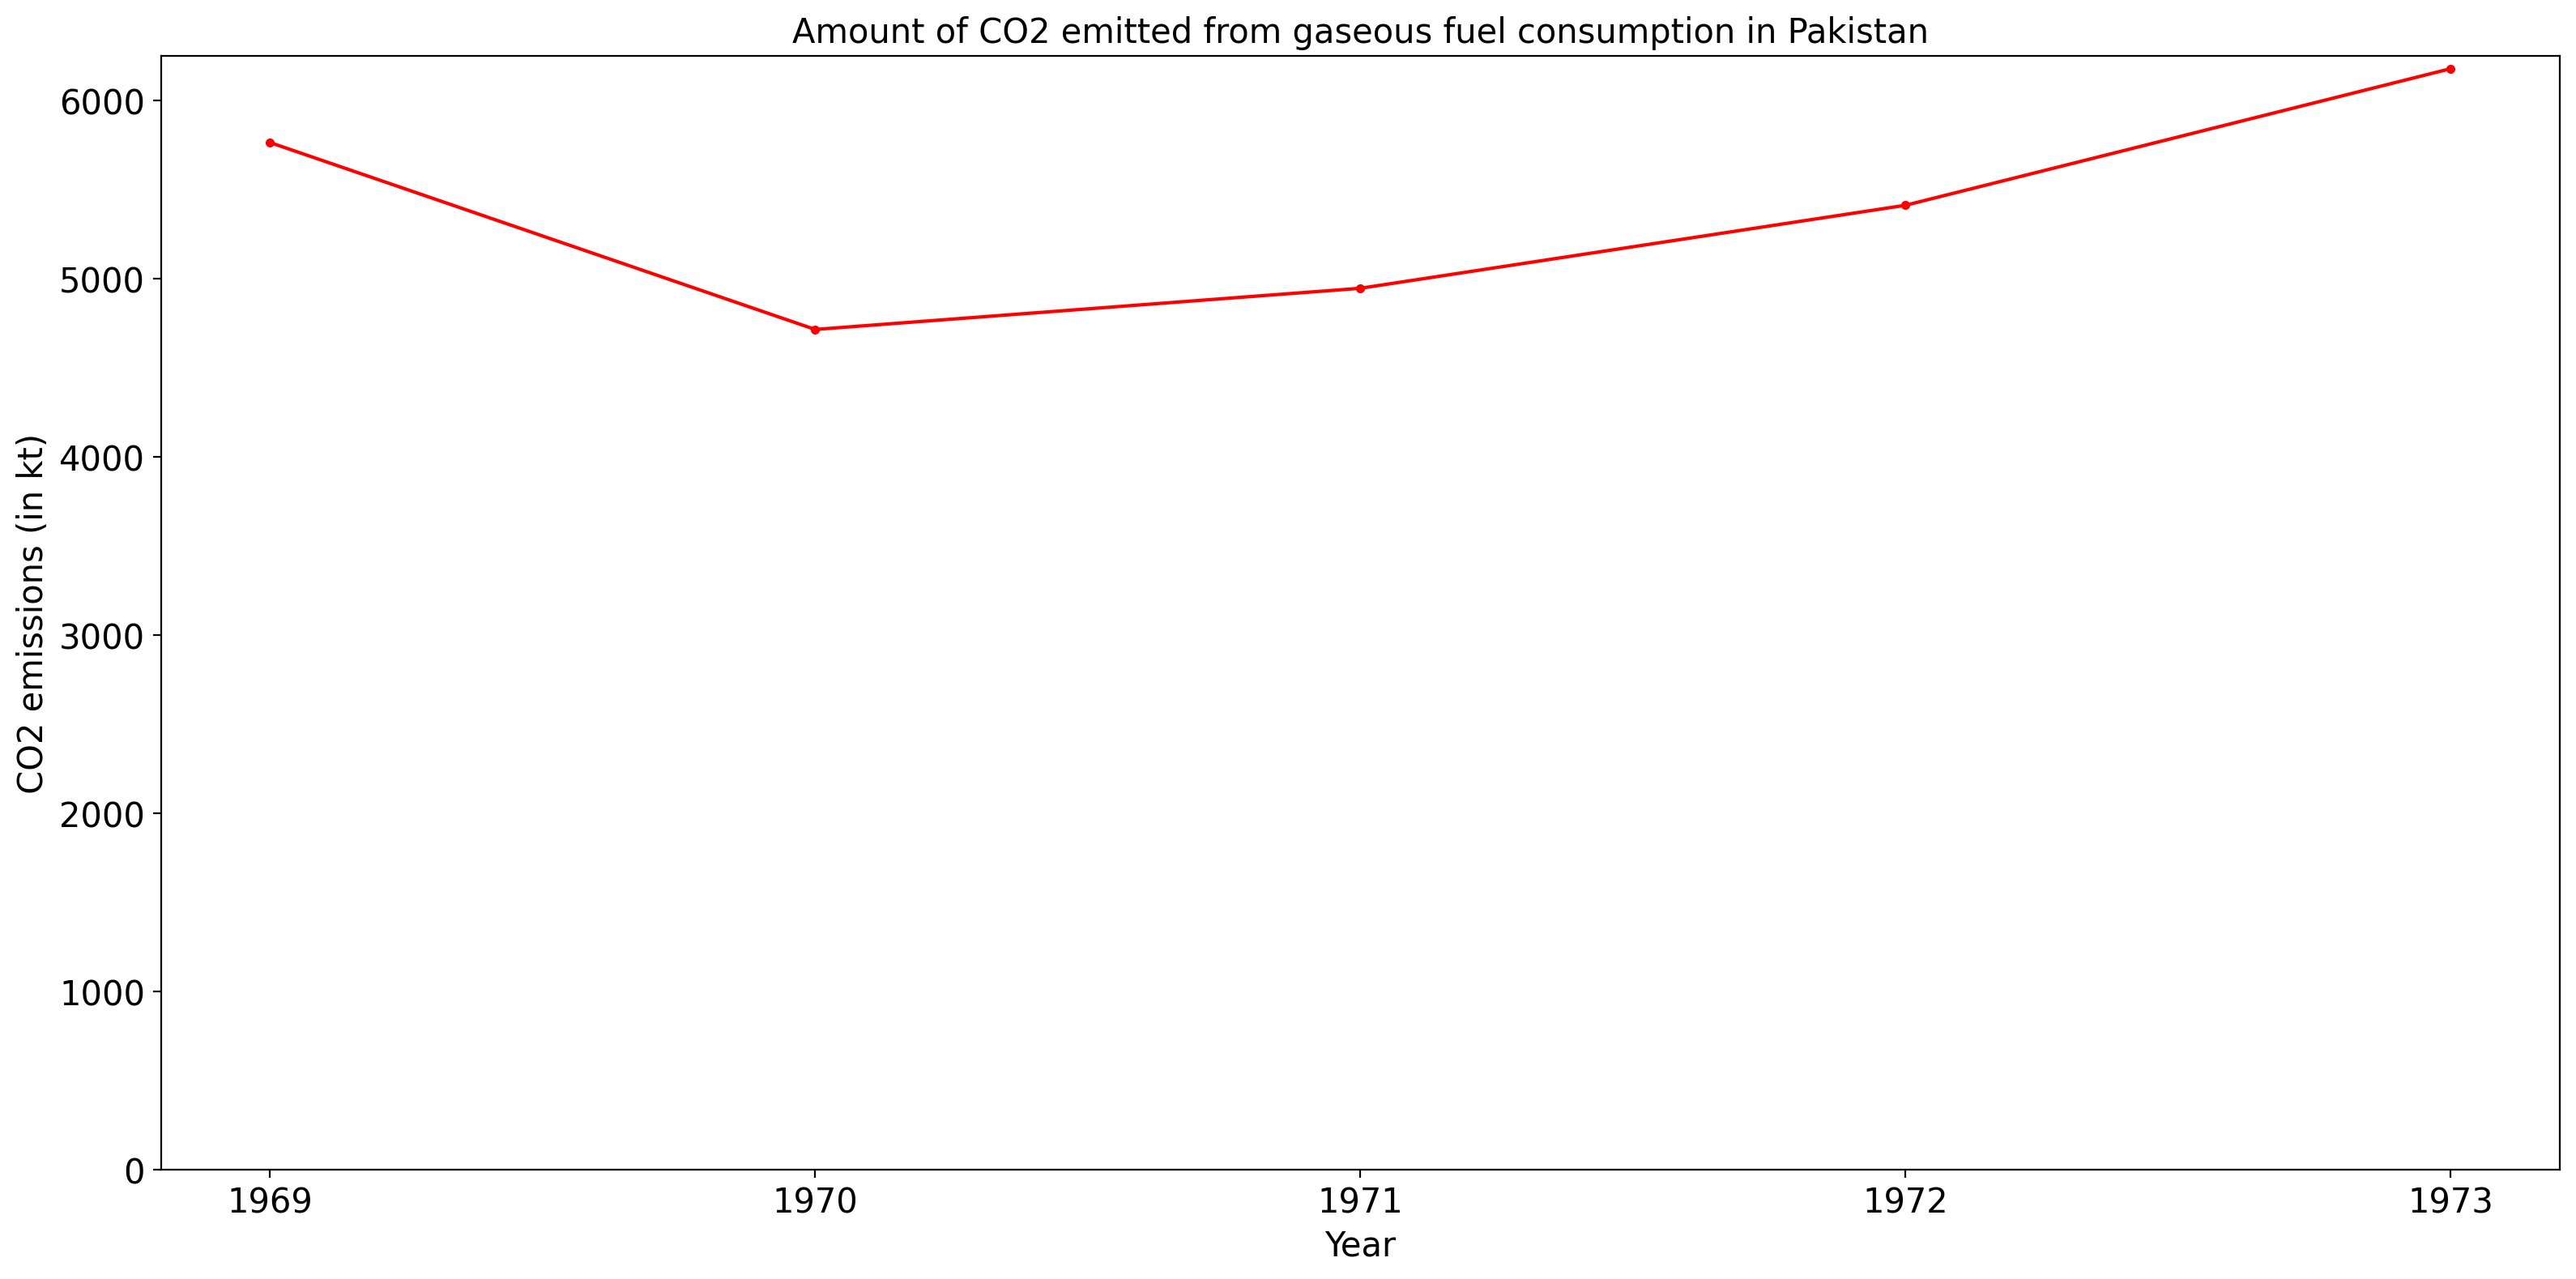 Amount of CO2 emitted from gaseous fuel consumption in Pakistan
CO2 emissions (in kt)
6000
5000
4000
3000
2000
1000
0
1969 1970 1971 1972 1973
Year